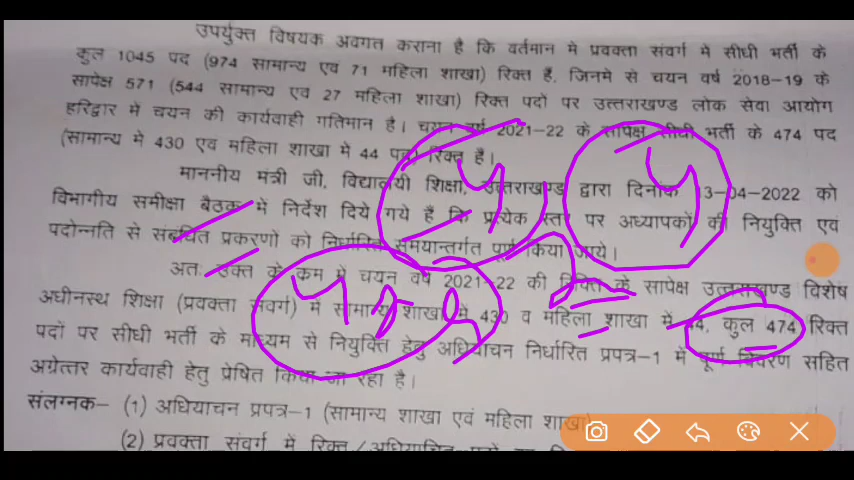 उपर्युक्त विषयक अवगत कराना है कि वर्तमान मे प्रवक्ता संवर्ग मे सीधी भर्ती के
कुल 1045 पद (974 सामान्य एवं 71 महिला शाखा) रिक्त हैं, जिनमे से चयन वर्ष 2018-19 के
सापेक्ष 571 (544 सामान्य एवं 27 महिला शाखा) रिक्त पदों पर उत्तराखण्ड लोक सेवा आयोग
हरिद्वार में चयन की कार्यवाही गतिमान है। चयन वर्ष 2021-22 के सापेक्ष सीधी भर्ती के 474 पद
(सामान्य मे 430 एवं महिला शाखा मे 44 पद) रिक्त है।
माननीय मंत्री जी, विद्यालयी शिक्षा, उत्तराखण्ड द्वारा दिनांक 13-04-2022 को
विभागीय समीक्षा बैठक में निर्देश दिये गये हैं कि प्रत्येक स्तर पर अध्यापकों की नियुक्ति एवं
पदोन्नति से संबंधित प्रकरणों को निर्धारित समयान्तर्गत पूर्ण किया जाये।
अतः उक्त के क्रम में चयन वर्ष 2021-22 की रिक्ति के सापेक्ष उत्तराखण्ड विशेष
अधीनस्थ शिक्षा (प्रवक्ता संवर्ग) में सामान्य शाखा में 430 व महिला शाखा में 44, कुल 474 रिक्त
पदों पर सीधी भर्ती के माध्यम से नियुक्ति हेतु अधियाचन निर्धारित प्रपत्र-1 में पूर्ण विवरण सहित
अग्रेत्तर कार्यवाही हेतु प्रेषित किया जा रहा है।
संलग्नक- (1) अधियाचन प्रपत्र-1 (सामान्य शाखा एवं महिला शाखा)
(2) प्रवक्ता संवर्ग में रिक्त/अधियाचित